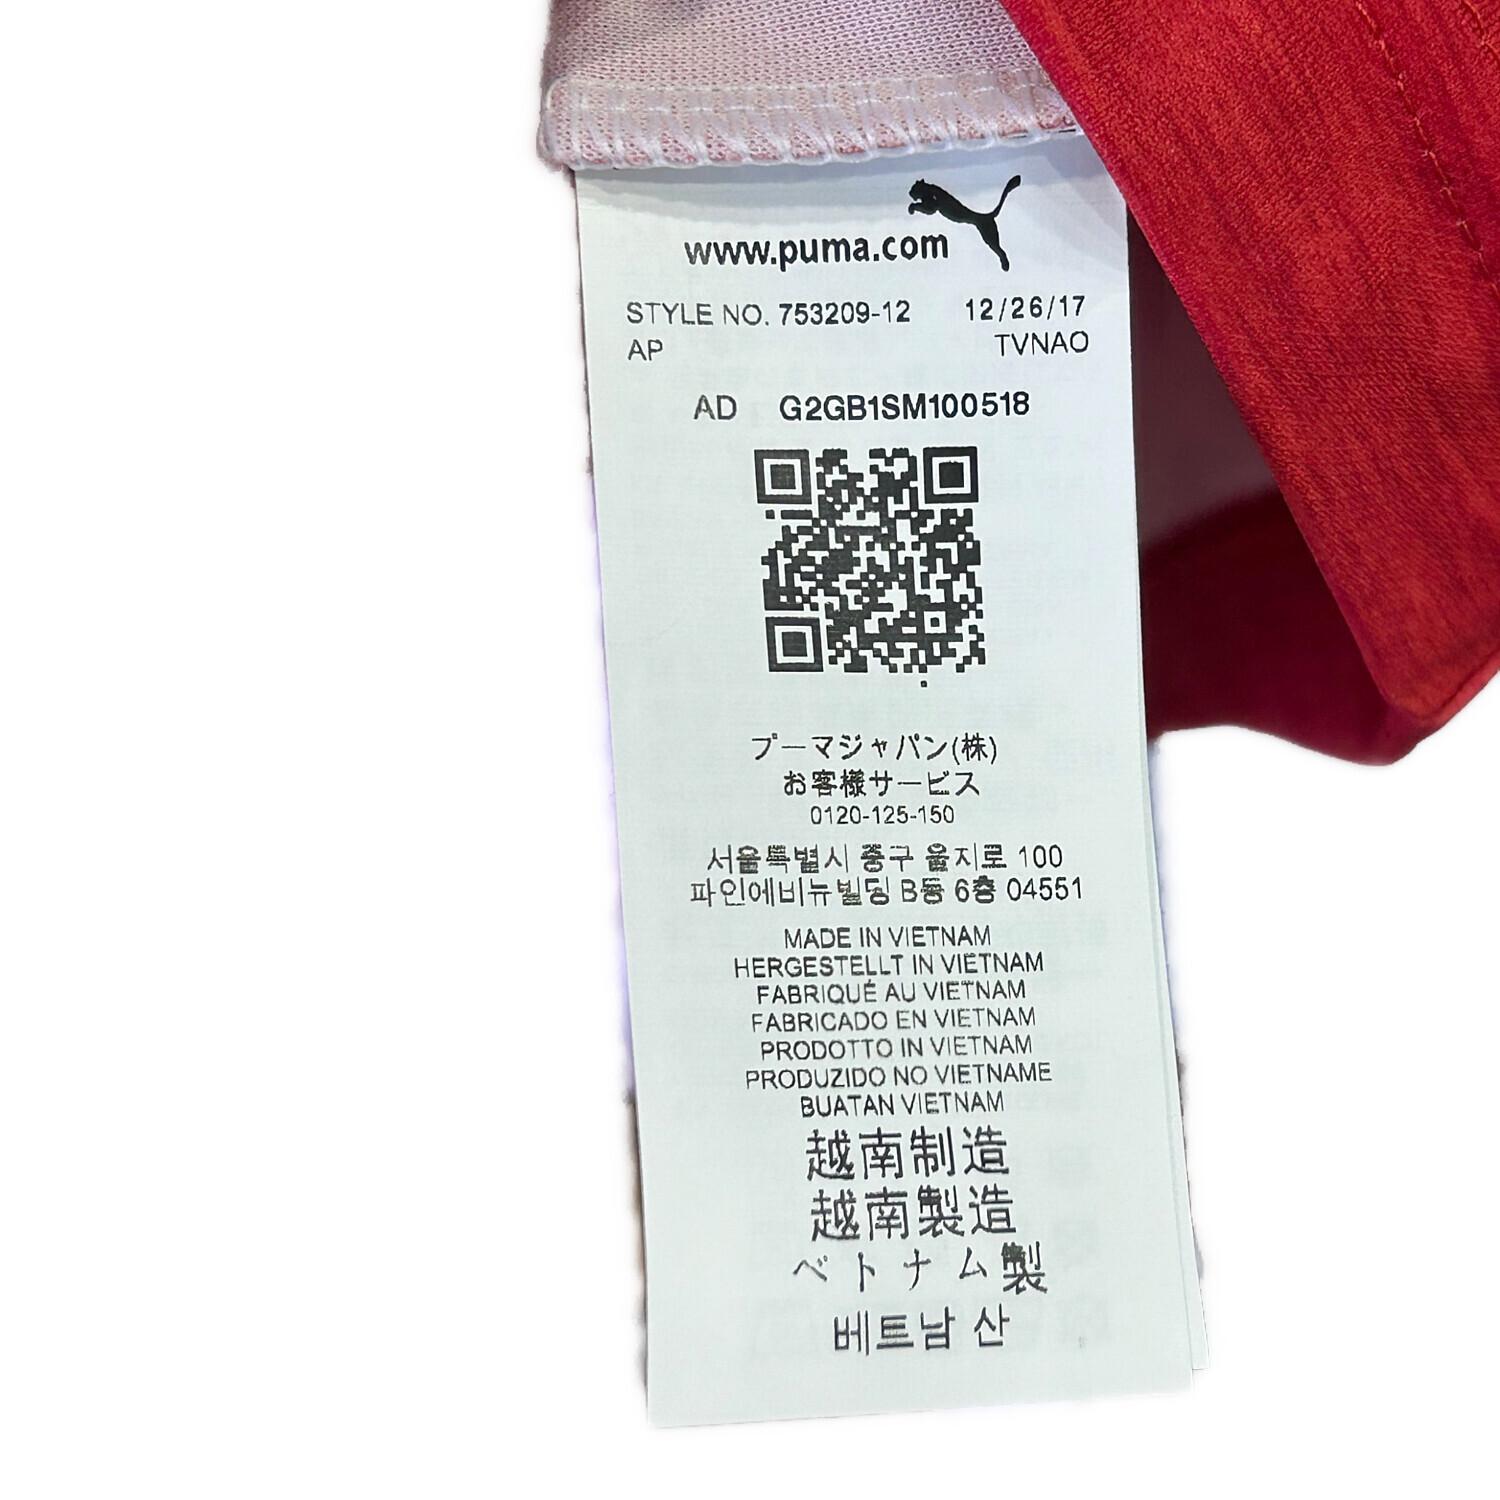 www.puma.com
STYLE NO. 753209-12 12/26/17
AP TVNAO
AD G2GB1SM100518
プーマジャパン(株)
お客様サービス
0120-125-150
서울특별시 중구 을지로 100
파인에비뉴빌딩 B동 6층 04551
MADE IN VIETNAM
HERGESTELLT IN VIETNAM
FABRIQUÉ AU VIETNAM
FABRICADO EN VIETNAM
PRODOTTO IN VIETNAM
PRODUZIDO NO VIETNAME
BUATAN VIETNAM
越南制造
越南製造
ベトナム製
베트남 산